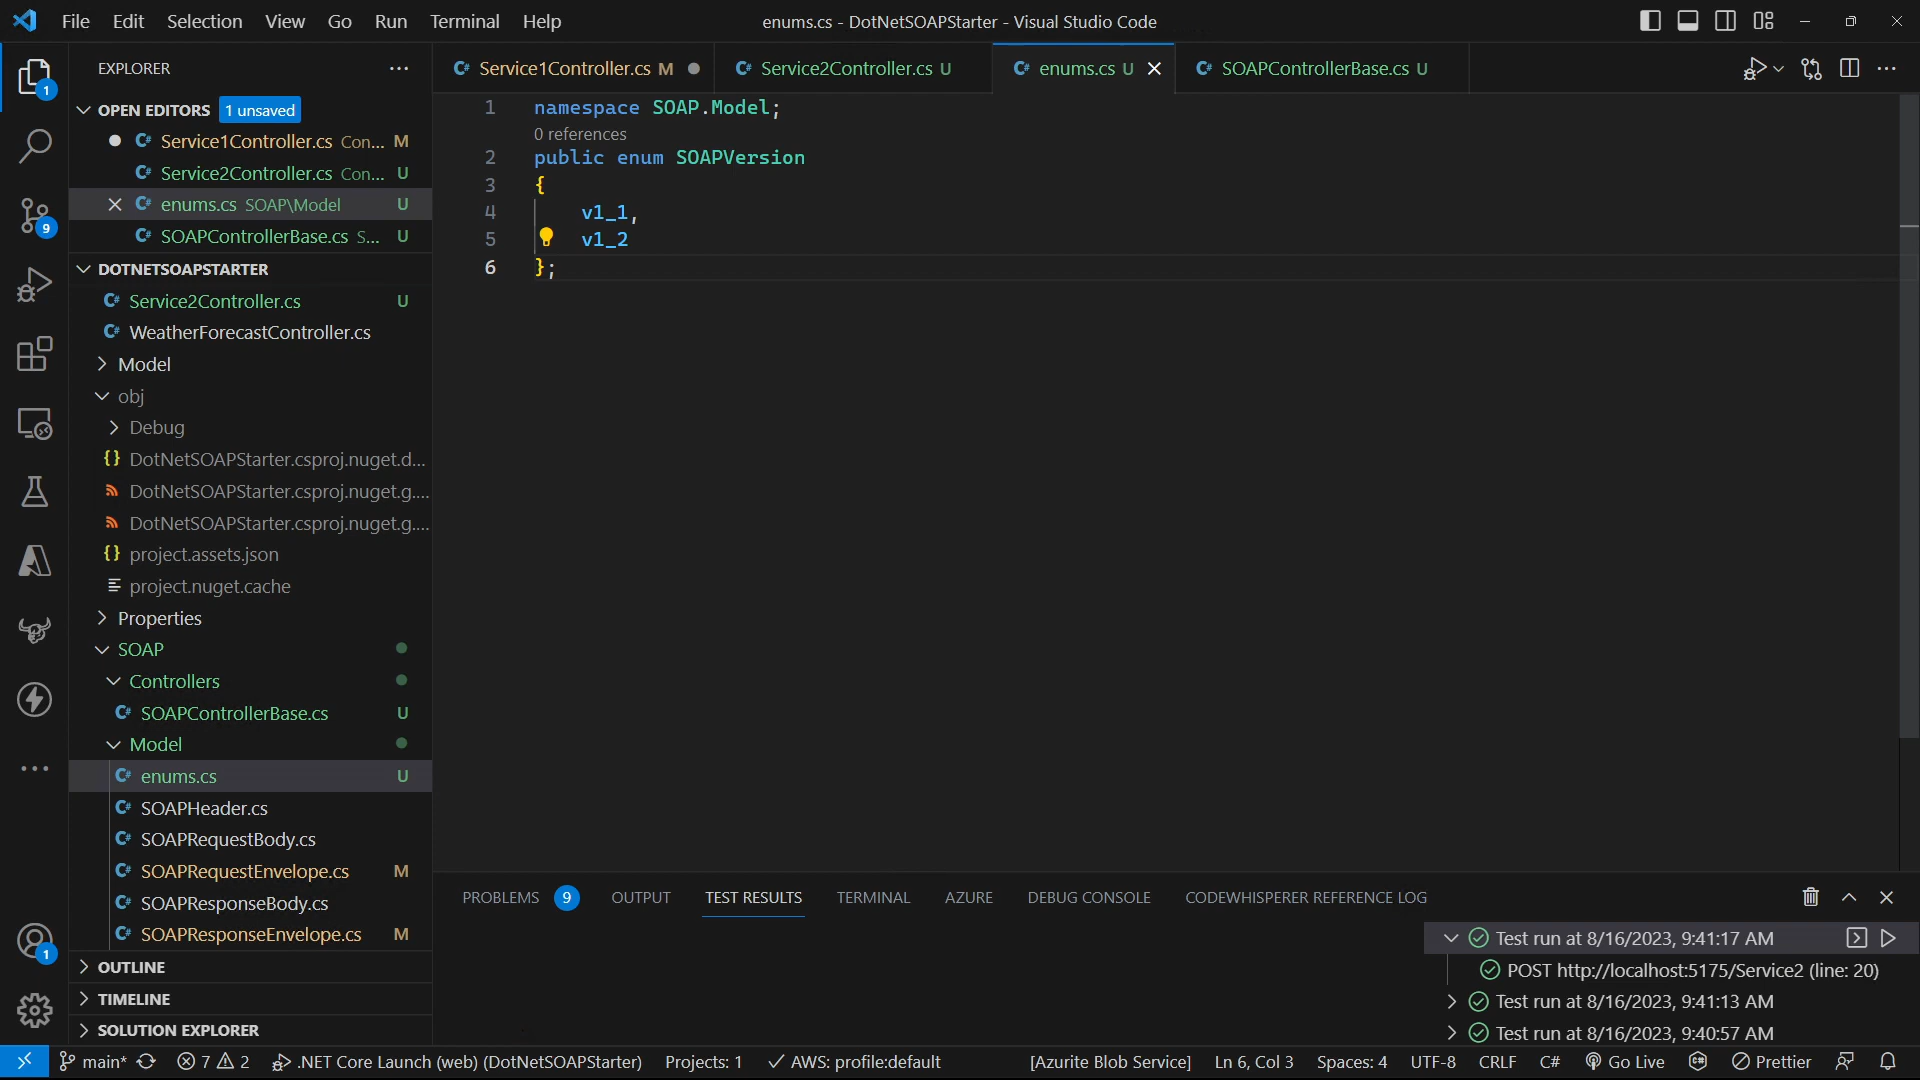 File Edit Selection View Go Run Terminal Help
enums.cs - DotNetSOAPStarter - Visual Studio Code
EXPLORER
OPEN EDITORS 1 unsaved
Service1Controller.cs Con... M
Service2Controller.cs Con... U
enums.cs SOAP\Model U
SOAPControllerBase.cs S... U
DOTNETSOAPSTARTER
Service2Controller.cs U
WeatherForecastController.cs
Model
obj
Debug
DotNetSOAPStarter.csproj.nuget.d...
DotNetSOAPStarter.csproj.nuget.g....
DotNetSOAPStarter.csproj.nuget.g....
project.assets.json
project.nuget.cache
Properties
SOAP
Controllers
SOAPControllerBase.cs U
Model
enums.cs U
SOAPHeader.cs
SOAPRequestBody.cs
SOAPRequestEnvelope.cs M
SOAPResponseBody.cs
SOAPResponseEnvelope.cs M
OUTLINE
TIMELINE
SOLUTION EXPLORER
1
9
1
Service1Controller.cs M
Service2Controller.cs U
enums.cs U
SOAPControllerBase.cs U
1 namespace SOAP.Model;
0 references
2 public enum SOAPVersion
3 {
4 v1_1,
5 v1_2
6 };
PROBLEMS 9 OUTPUT TEST RESULTS TERMINAL AZURE DEBUG CONSOLE CODEWHISPERER REFERENCE LOG
Test run at 8/16/2023, 9:41:17 AM
POST http://localhost:5175/Service2 (line: 20)
Test run at 8/16/2023, 9:41:13 AM
Test run at 8/16/2023, 9:40:57 AM
main* 7 2 .NET Core Launch (web) (DotNetSOAPStarter) Projects: 1 AWS: profile:default [Azurite Blob Service] Ln 6, Col 3 Spaces: 4 UTF-8 CRLF C# Go Live Prettier